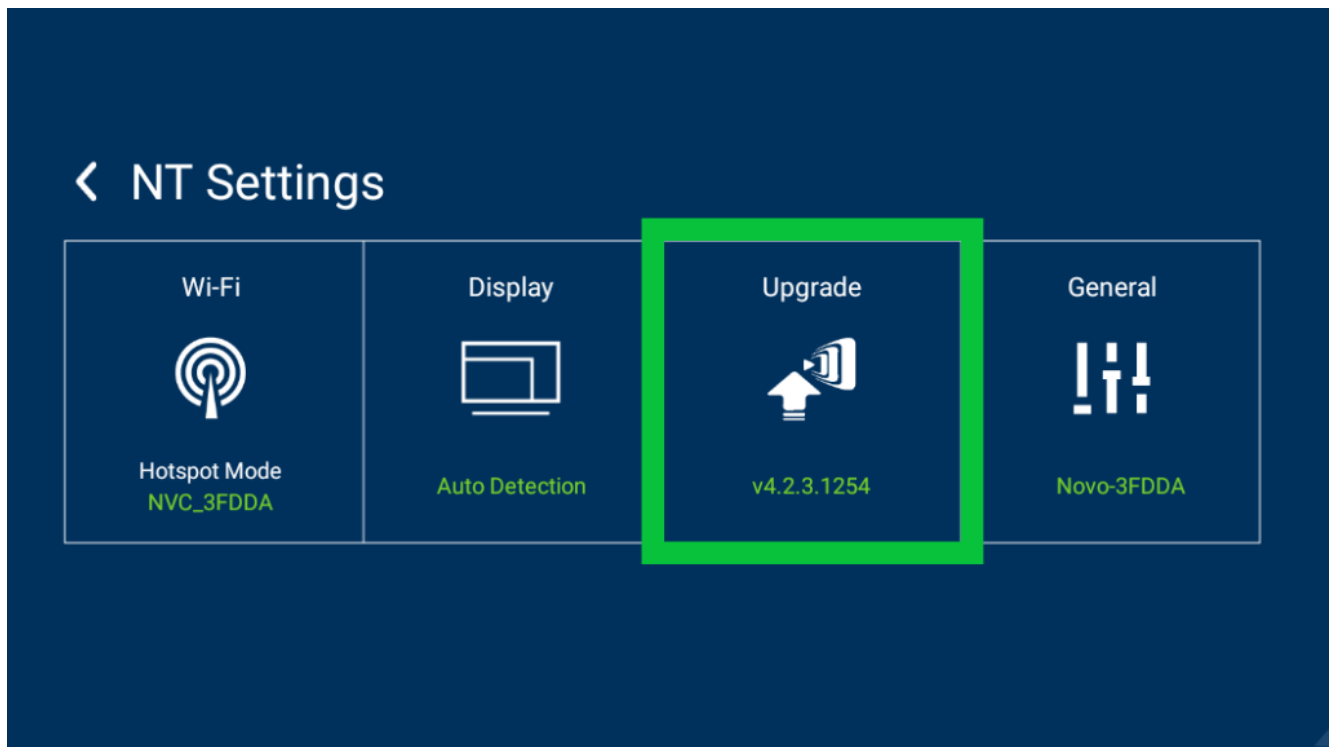 NT Settings
Wi-Fi
Hotspot Mode
NVC_3FDDA
Display
Auto Detection
Upgrade
v4.2.3.1254
General
Novo-3FDDA